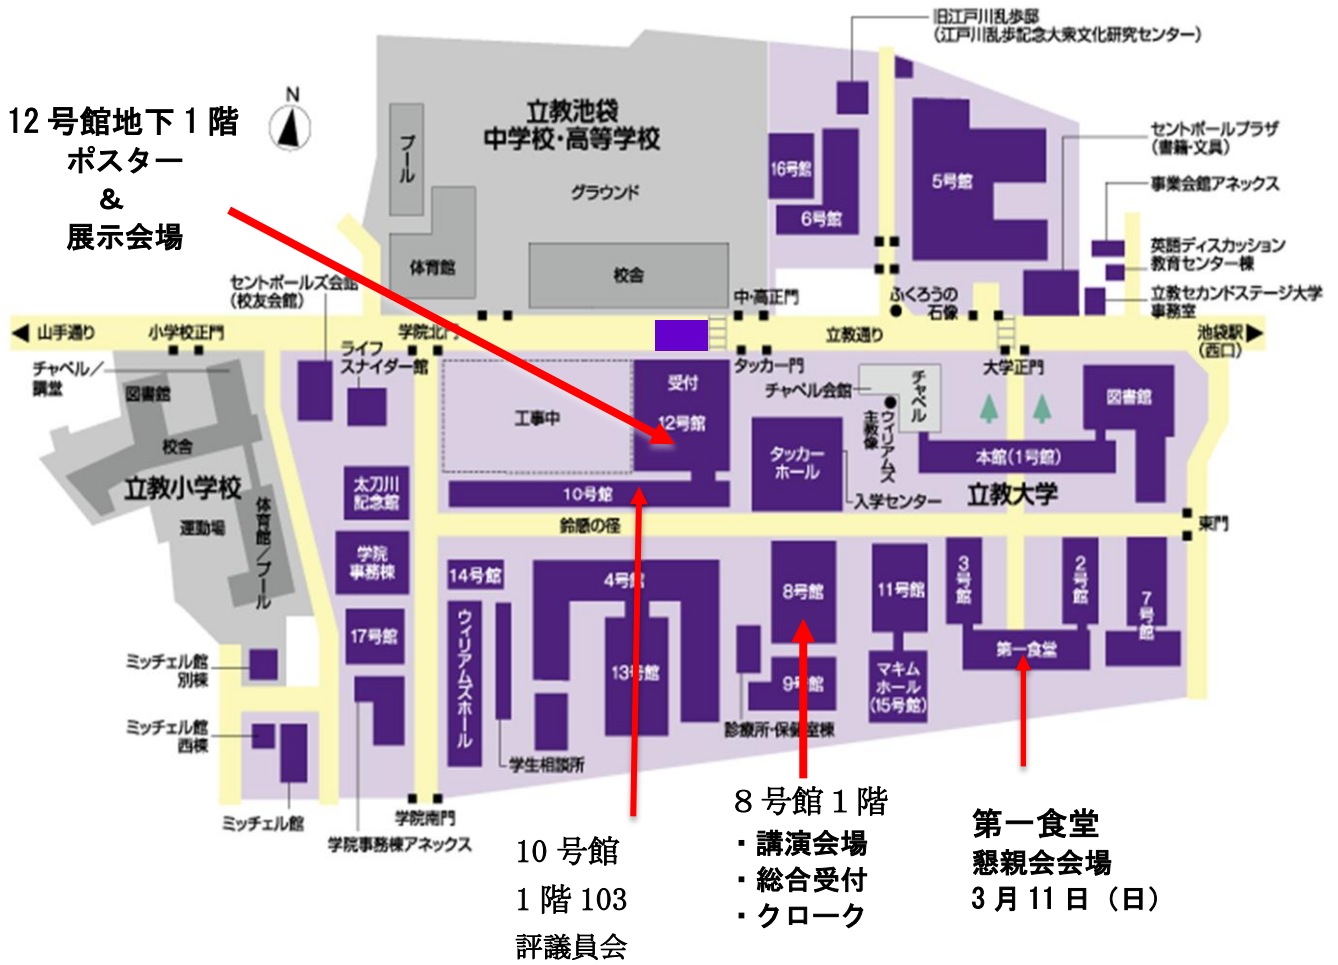 旧江戸川乱歩邸
(江戸川乱歩記念大衆文化研究センター)
N
12号館地下1階
ポスター
&
展示会場
立教池袋
中学校・高等学校
プール
グラウンド
体育館
校舎
16号館
6号館
5号館
セントポールプラザ
(書籍・文具)
事業会館アネックス
英語ディスカッション
教育センター棟
立教セカンドステージ大学
事務室
セントポールズ会館
(校友会館)
中・高正門
ふくろうの
石像
山手通り
小学校正門
学院北門
立教通り
池袋駅
(西口)
チャペル/
講堂
図書館
校舎
立教小学校
運動場
体育館/プール
ライフ
スナイダー館
工事中
受付
12号館
タッカー門
チャペル会館
チャペル
ウィリアムズ
主教像
大学正門
図書館
タッカー
ホール
本館(1号館)
立教大学
入学センター
太刀川
記念館
10号館
鈴懸の径
東門
学院
事務棟
14号館
4号館
8号館
11号館
3号館
2号館
7号館
17号館
ウィリアムズホール
13号館
9号館
マキム
ホール
(15号館)
第一食堂
ミッチェル館
別棟
ミッチェル館
西棟
ミッチェル館
診療所・保健室棟
学生相談所
学院南門
学院事務棟アネックス
10号館
1階103
評議員会
8号館1階
・講演会場
・総合受付
・クローク
第一食堂
懇親会会場
3月11日（日）